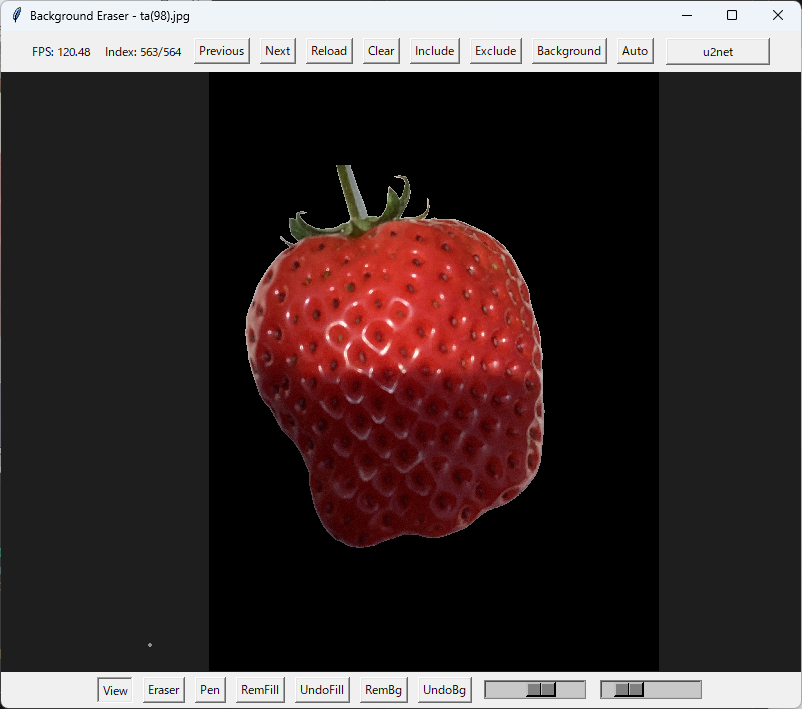 Background Eraser - ta(98).jpg
FPS: 120.48 Index: 563/564 Previous Next Reload Clear Include Exclude Background Auto u2net
View Eraser Pen RemFill UndoFill RemBg UndoBg